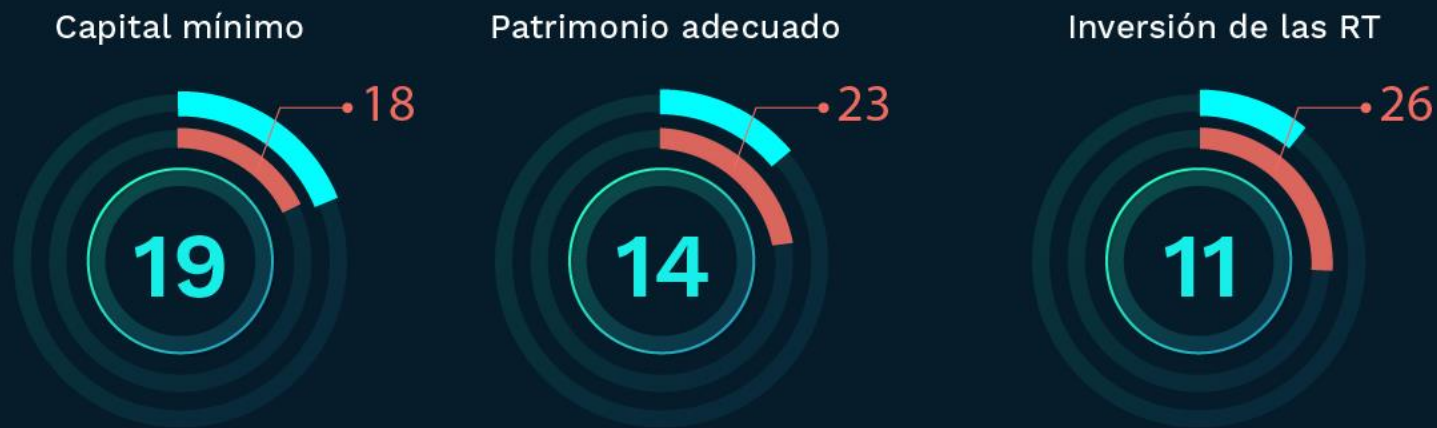 Capital mínimo
18
19
Patrimonio adecuado
23
14
Inversión de las RT
26
11